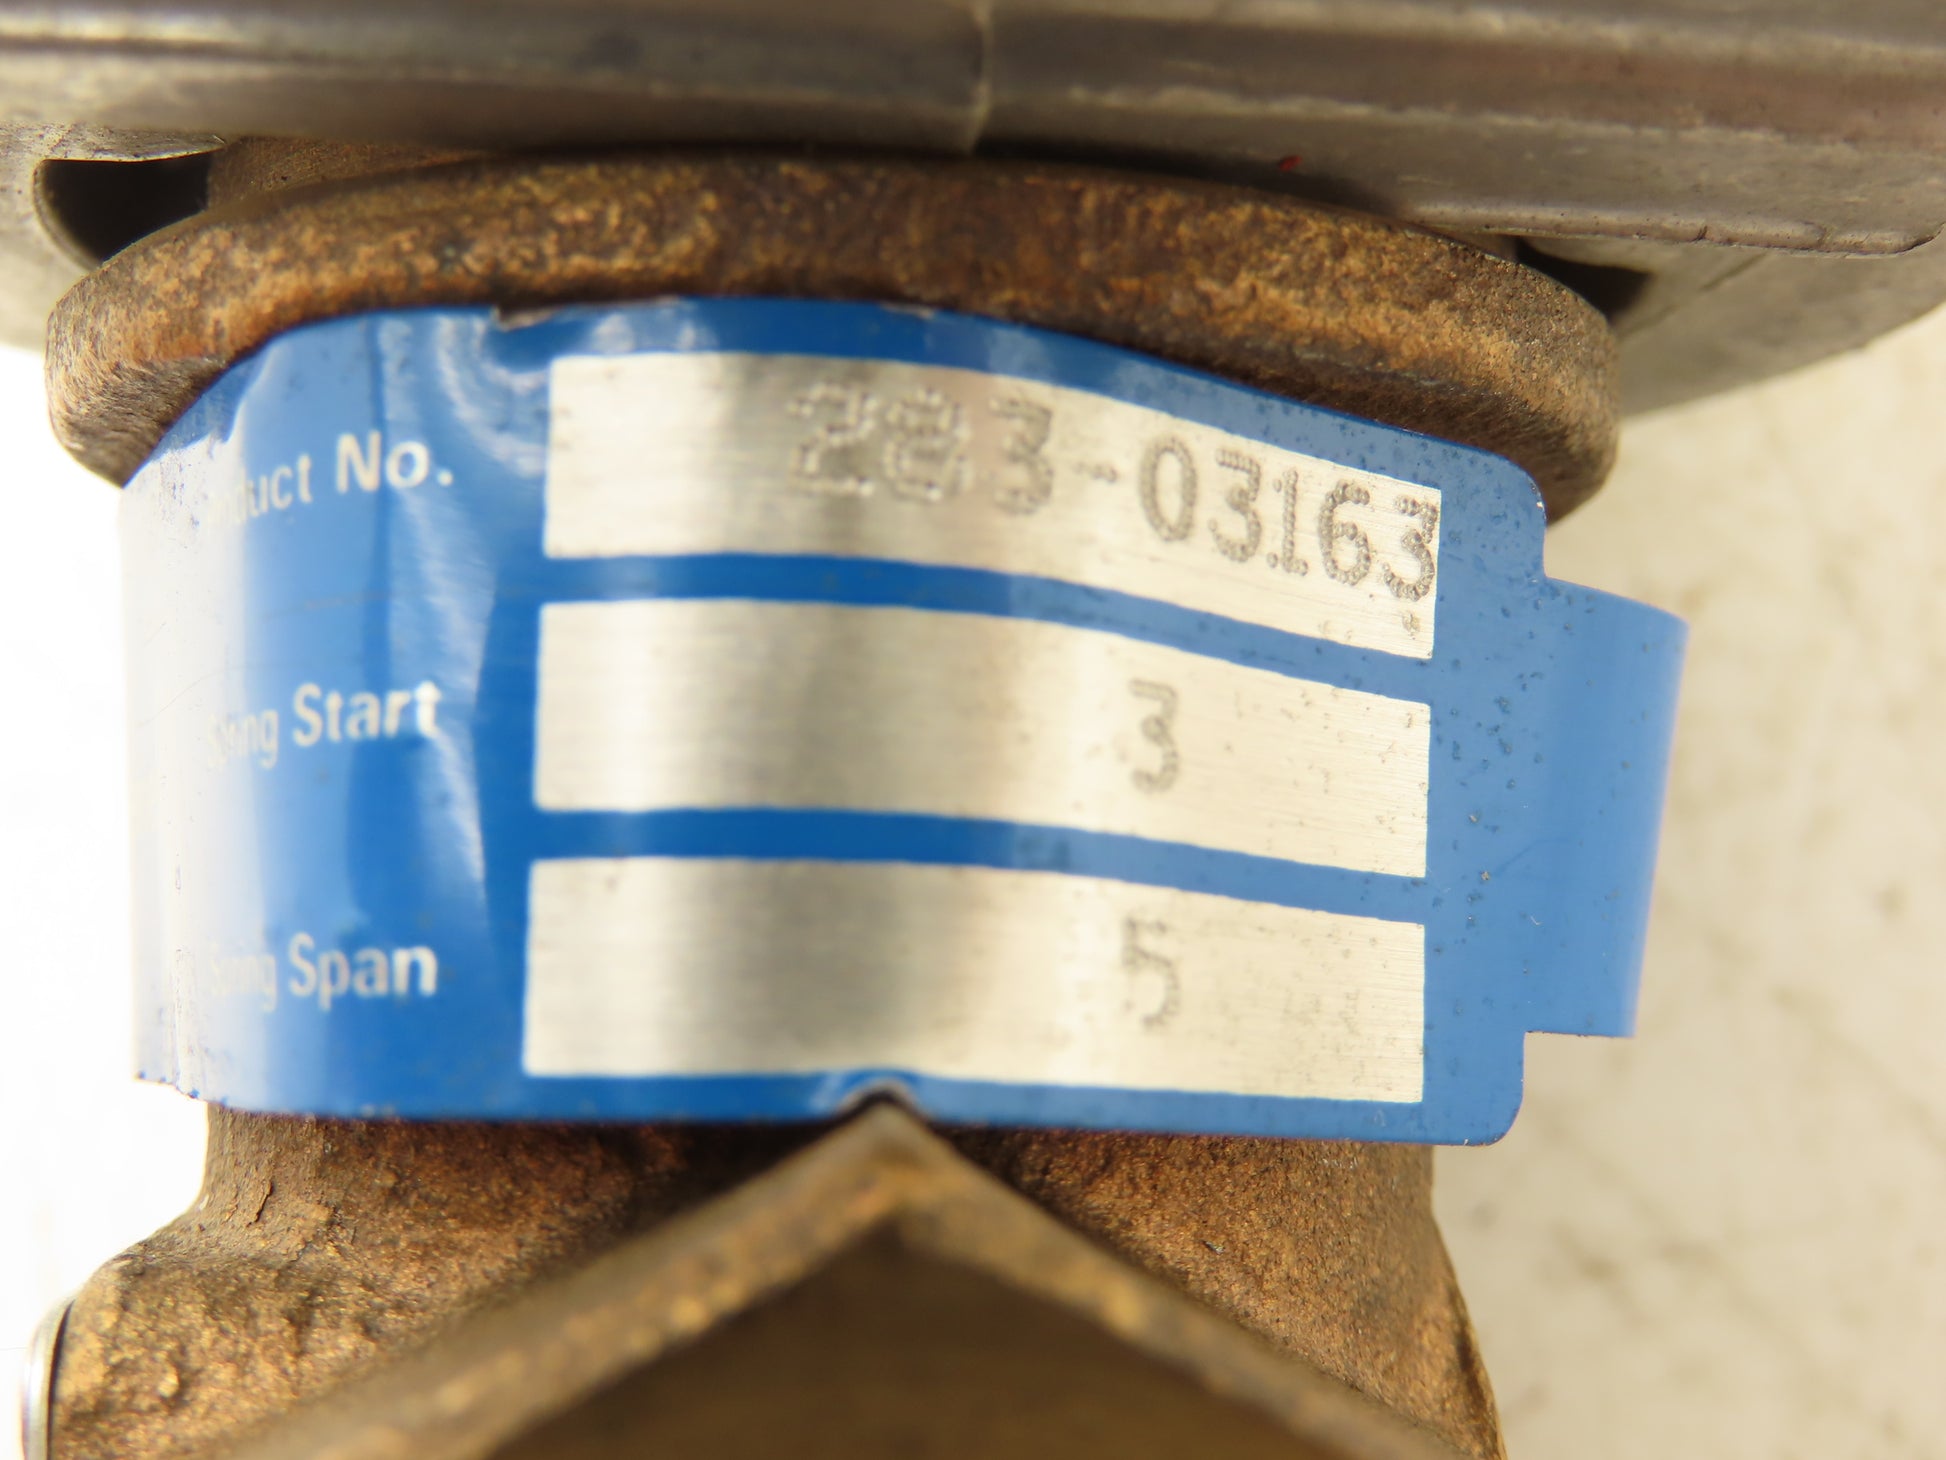 Product No. 283-03163
Spring Start 3
Spring Span 5